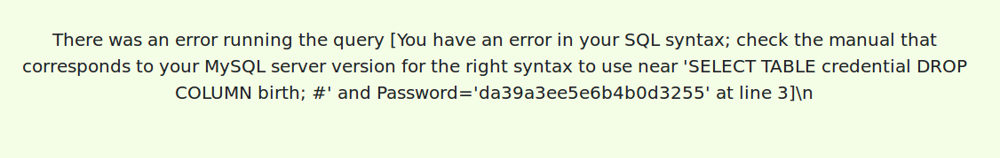 There was an error running the query [You have an error in your SQL syntax; check the manual that
corresponds to your MySQL server version for the right syntax to use near 'SELECT TABLE credential DROP
COLUMN birth; #' and Password='da39a3ee5e6b4b0d3255' at line 3]\n